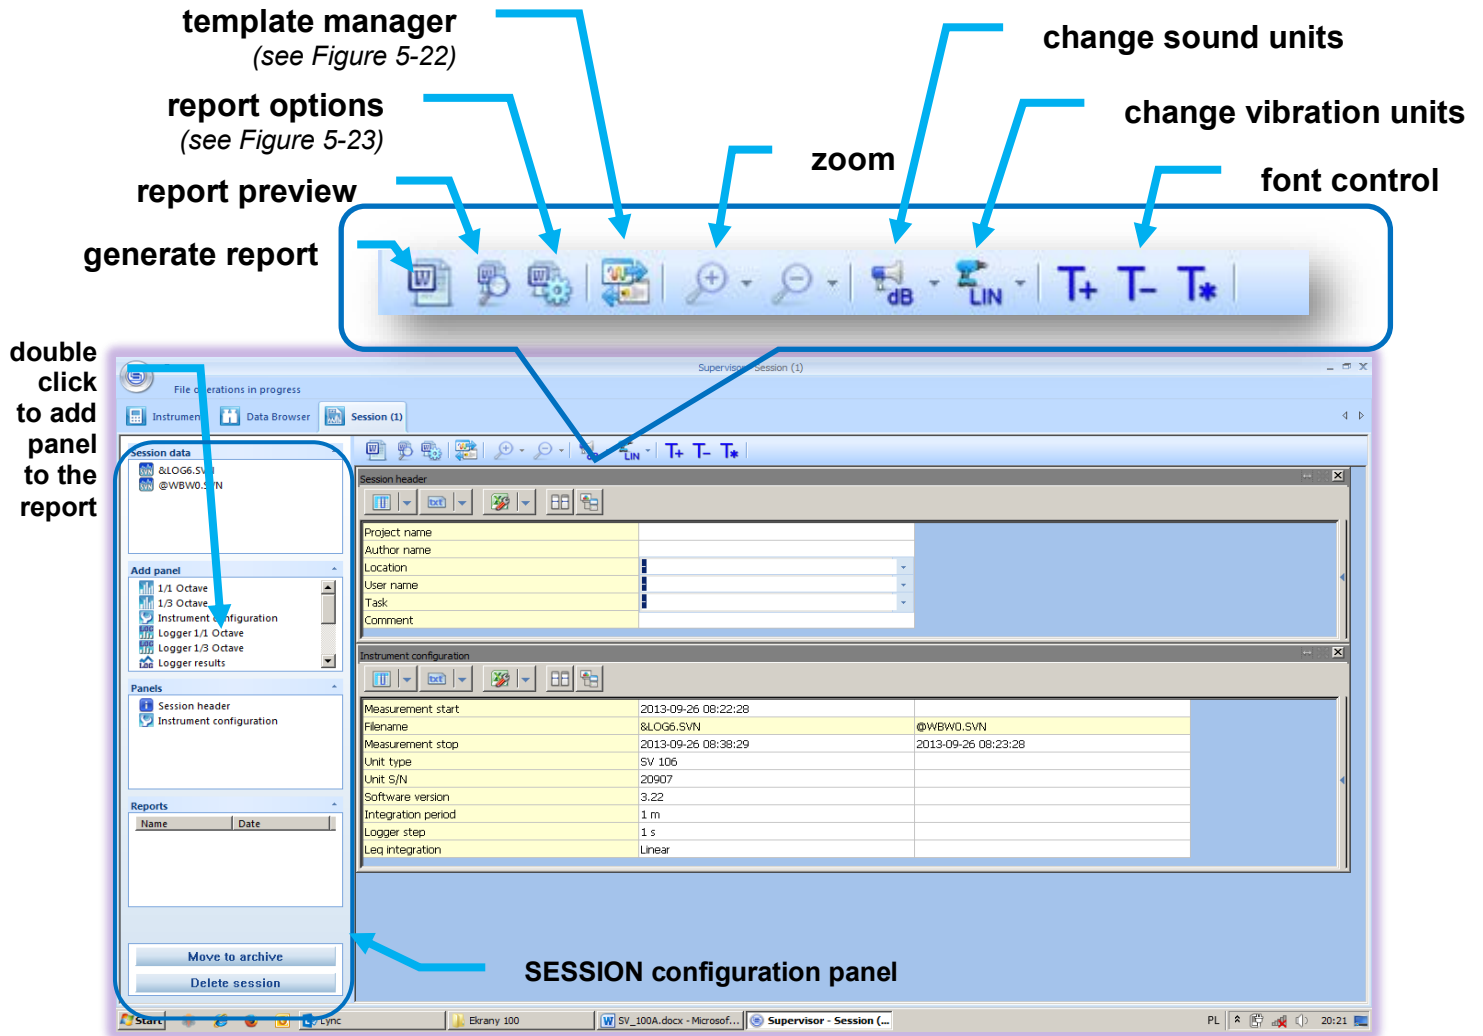 template manager
(see Figure 5-22)
change sound units
report options
(see Figure 5-23)
change vibration units
zoom
report preview
font control
generate report
dB
LIN
T+ T- T*
double
click
to add
panel
to the
report
Supervisor - Session (1)
File operations in progress
Instrument
Data Browser
Session (1)
Session data
&LOG6.SVN
@WBW0.SVN
Add panel
1/1 Octave
1/3 Octave
Instrument configuration
Logger 1/1 Octave
Logger 1/3 Octave
Logger results
Panels
Session header
Instrument configuration
Reports
Name Date
Move to archive
Delete session
dB LIN T+ T- T*
Session header
txt
Project name
Author name
Location
User name
Task
Comment
Instrument configuration
txt
Measurement start 2013-09-26 08:22:28
Filename &LOG6.SVN @WBW0.SVN
Measurement stop 2013-09-26 08:38:29 2013-09-26 08:23:28
Unit type SV 106
Unit S/N 20907
Software version 3.22
Integration period 1 m
Logger step 1 s
Leq integration Linear
SESSION configuration panel
Start
Lync
Ekrany 100
SV_100A.docx - Microsof...
Supervisor - Session (...
PL
20:21